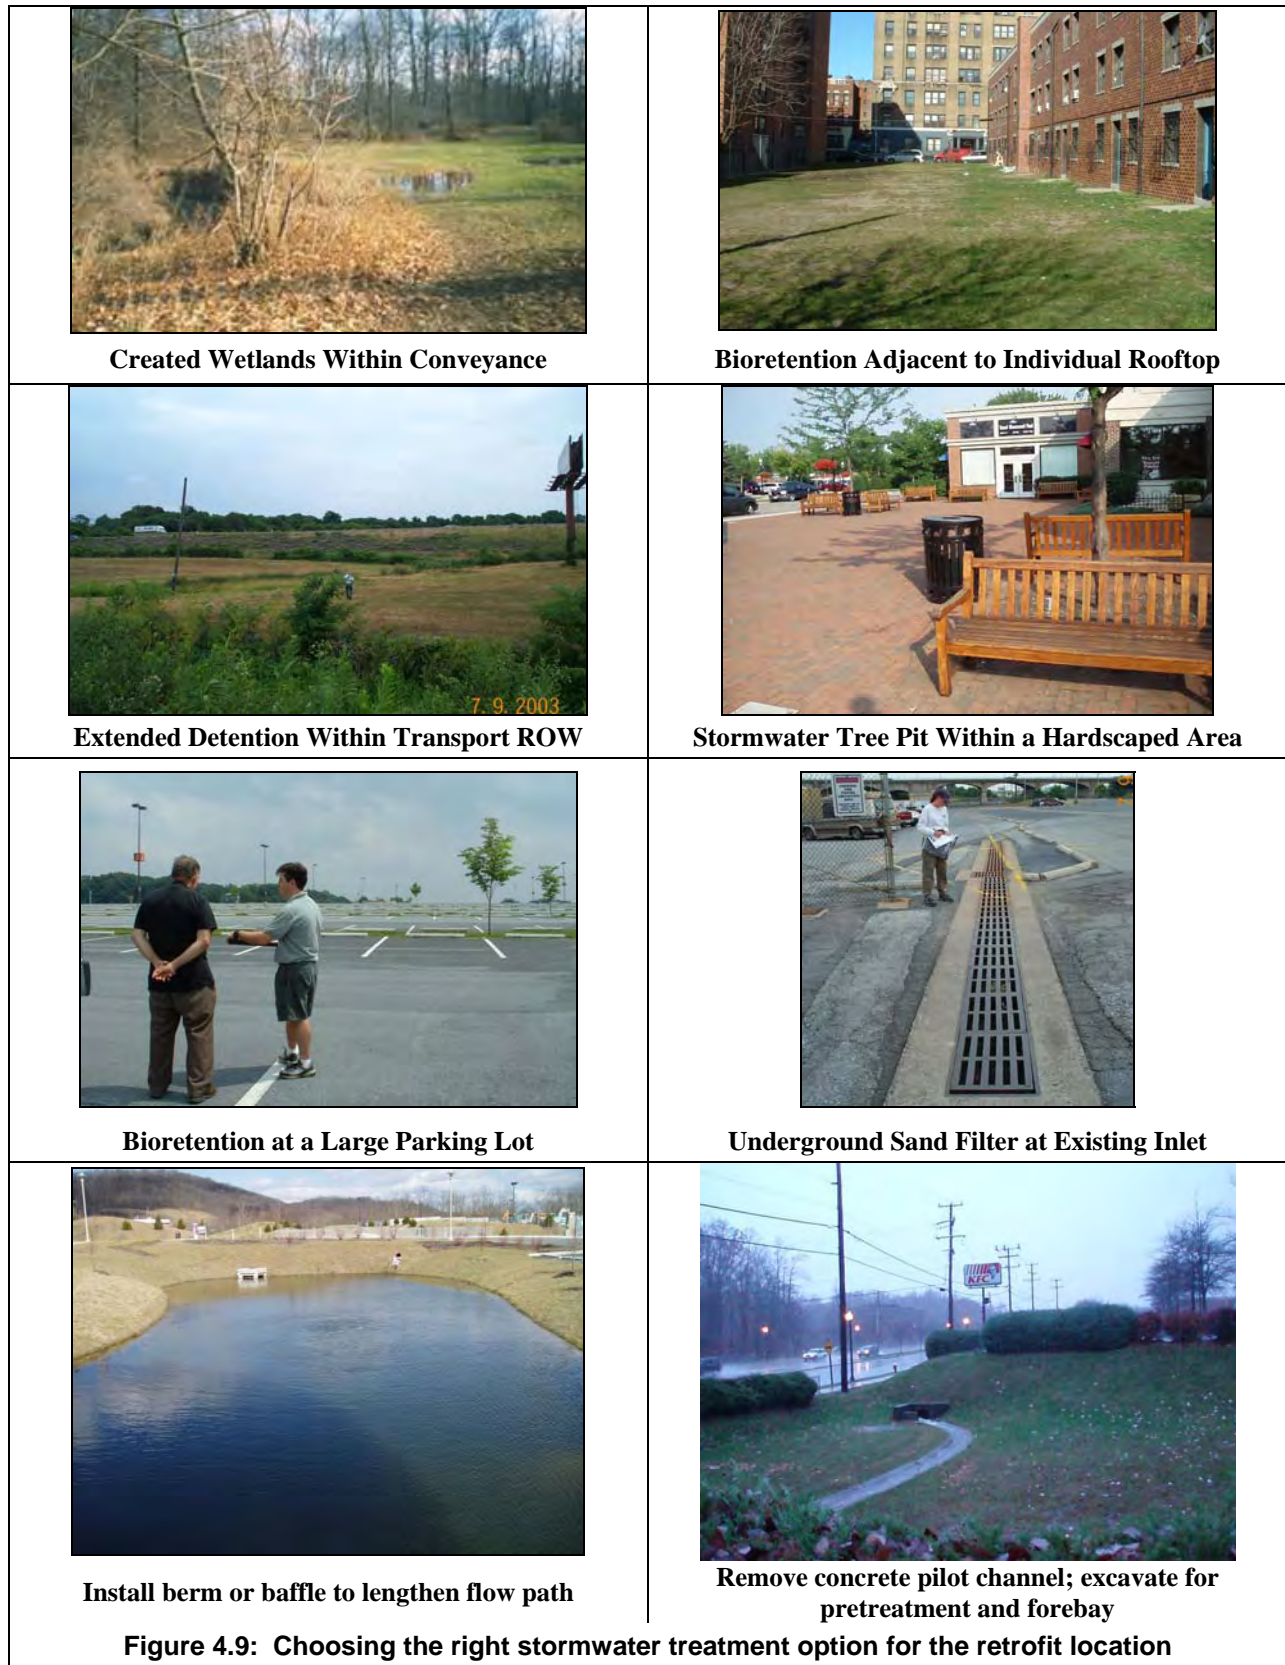 Created Wetlands Within Conveyance
Bioretention Adjacent to Individual Rooftop
7. 9. 2003
Extended Detention Within Transport ROW
Stormwater Tree Pit Within a Hardscaped Area
Bioretention at a Large Parking Lot
Underground Sand Filter at Existing Inlet
KFC
Install berm or baffle to lengthen flow path
Remove concrete pilot channel; excavate for
pretreatment and forebay
Figure 4.9: Choosing the right stormwater treatment option for the retrofit location